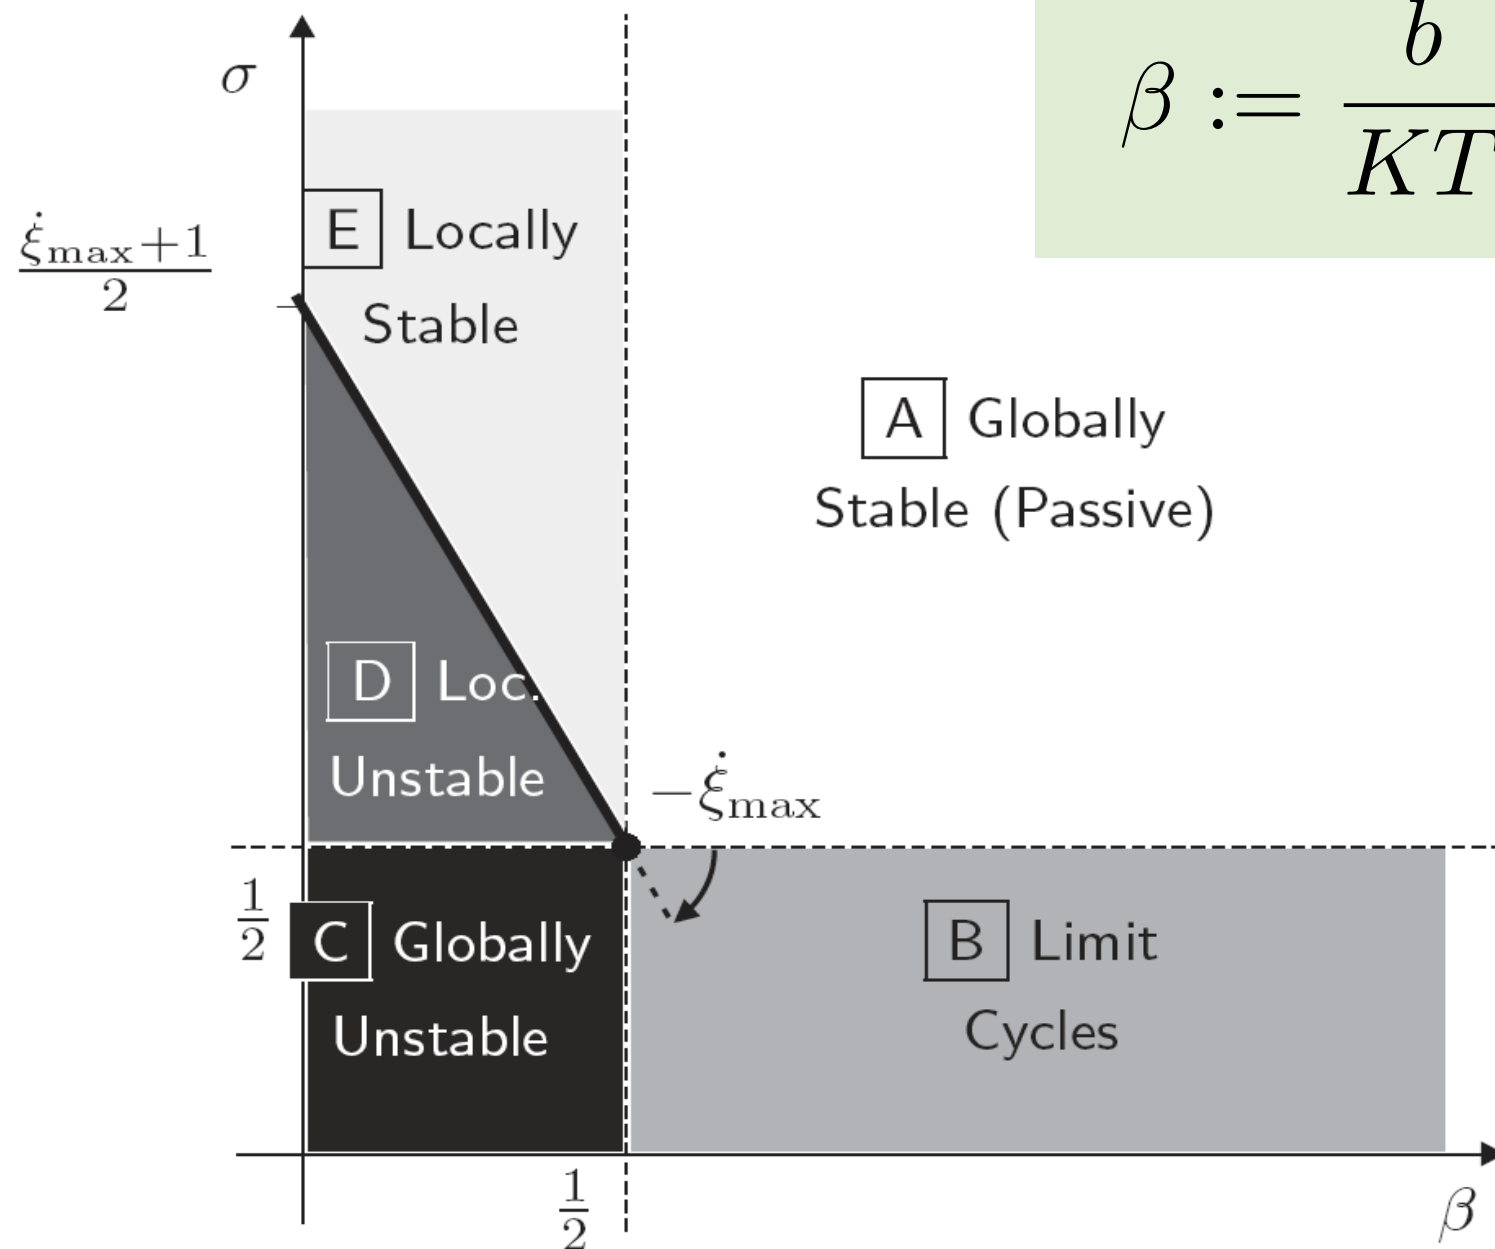 σ
β := b/KT
E Locally
Stable
ξ̇max+1/2
A Globally
Stable (Passive)
D Loc.
Unstable
−ξ̇max
1/2
C Globally
Unstable
B Limit
Cycles
1/2
β